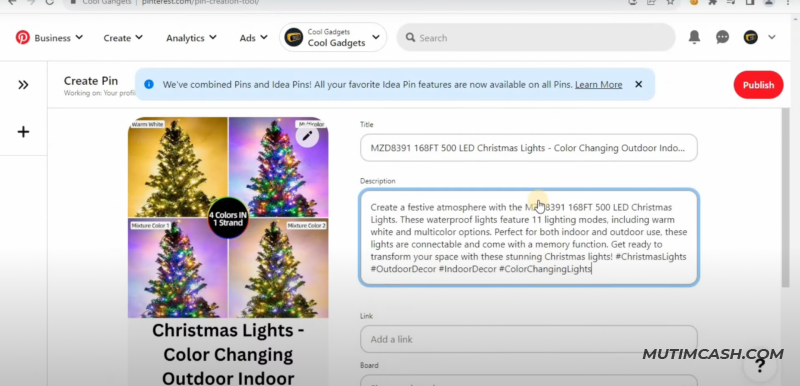 Cool Gangets
pinterest.com/pin-creation-tool/
Business
Create
Analytics
Ads
Cool Gadgets
Cool Gadgets
Search
Create Pin
Working on: Your profil
We've combined Pins and Idea Pins! All your favorite Idea Pin features are now available on all Pins. Learn More
Publish
Warm White
Multicolor
4 Colors IN
1 Strand
Mixture Color 1
Mixture Color 2
Christmas Lights -
Color Changing
Outdoor Indoor
Title
MZD8391 168FT 500 LED Christmas Lights - Color Changing Outdoor Indo...
Description
Create a festive atmosphere with the MZD8391 168FT 500 LED Christmas
Lights. These waterproof lights feature 11 lighting modes, including warm
white and multicolor options. Perfect for both indoor and outdoor use, these
lights are connectable and come with a memory function. Get ready to
transform your space with these stunning Christmas lights! #ChristmasLights
#OutdoorDecor #IndoorDecor #ColorChangingLights
Link
Add a link
Board
MUTIMCASH.COM
?